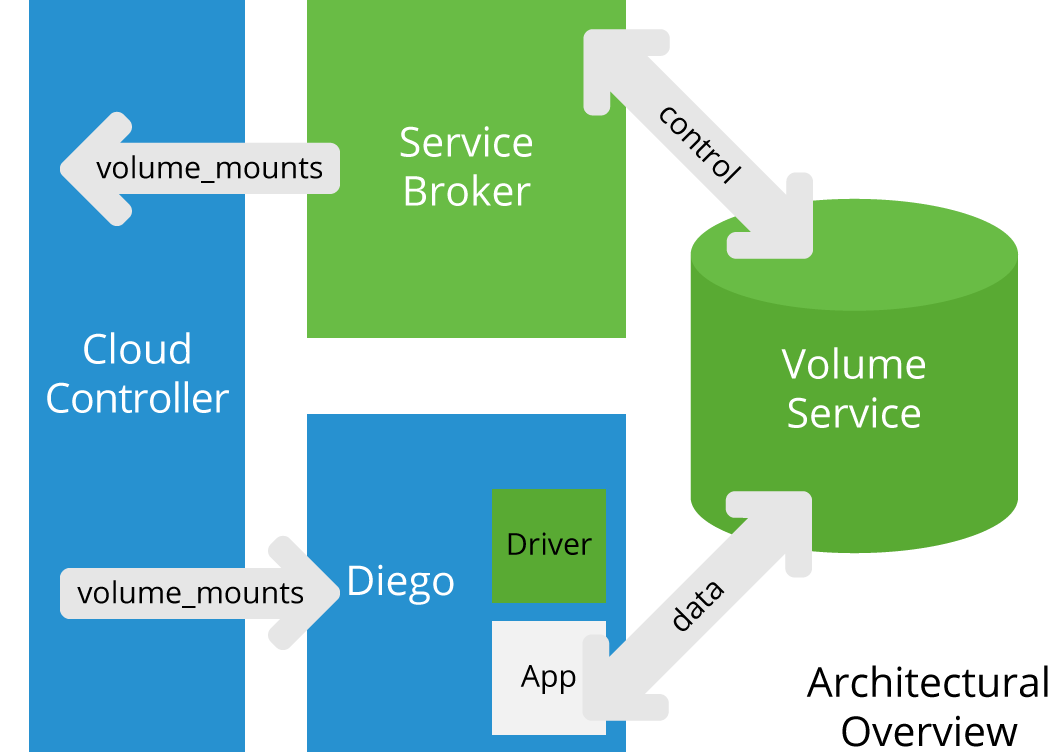 Service
Broker
control
volume_mounts
Cloud
Controller
Volume
Service
Driver
Diego
volume_mounts
data
App
Architectural
Overview